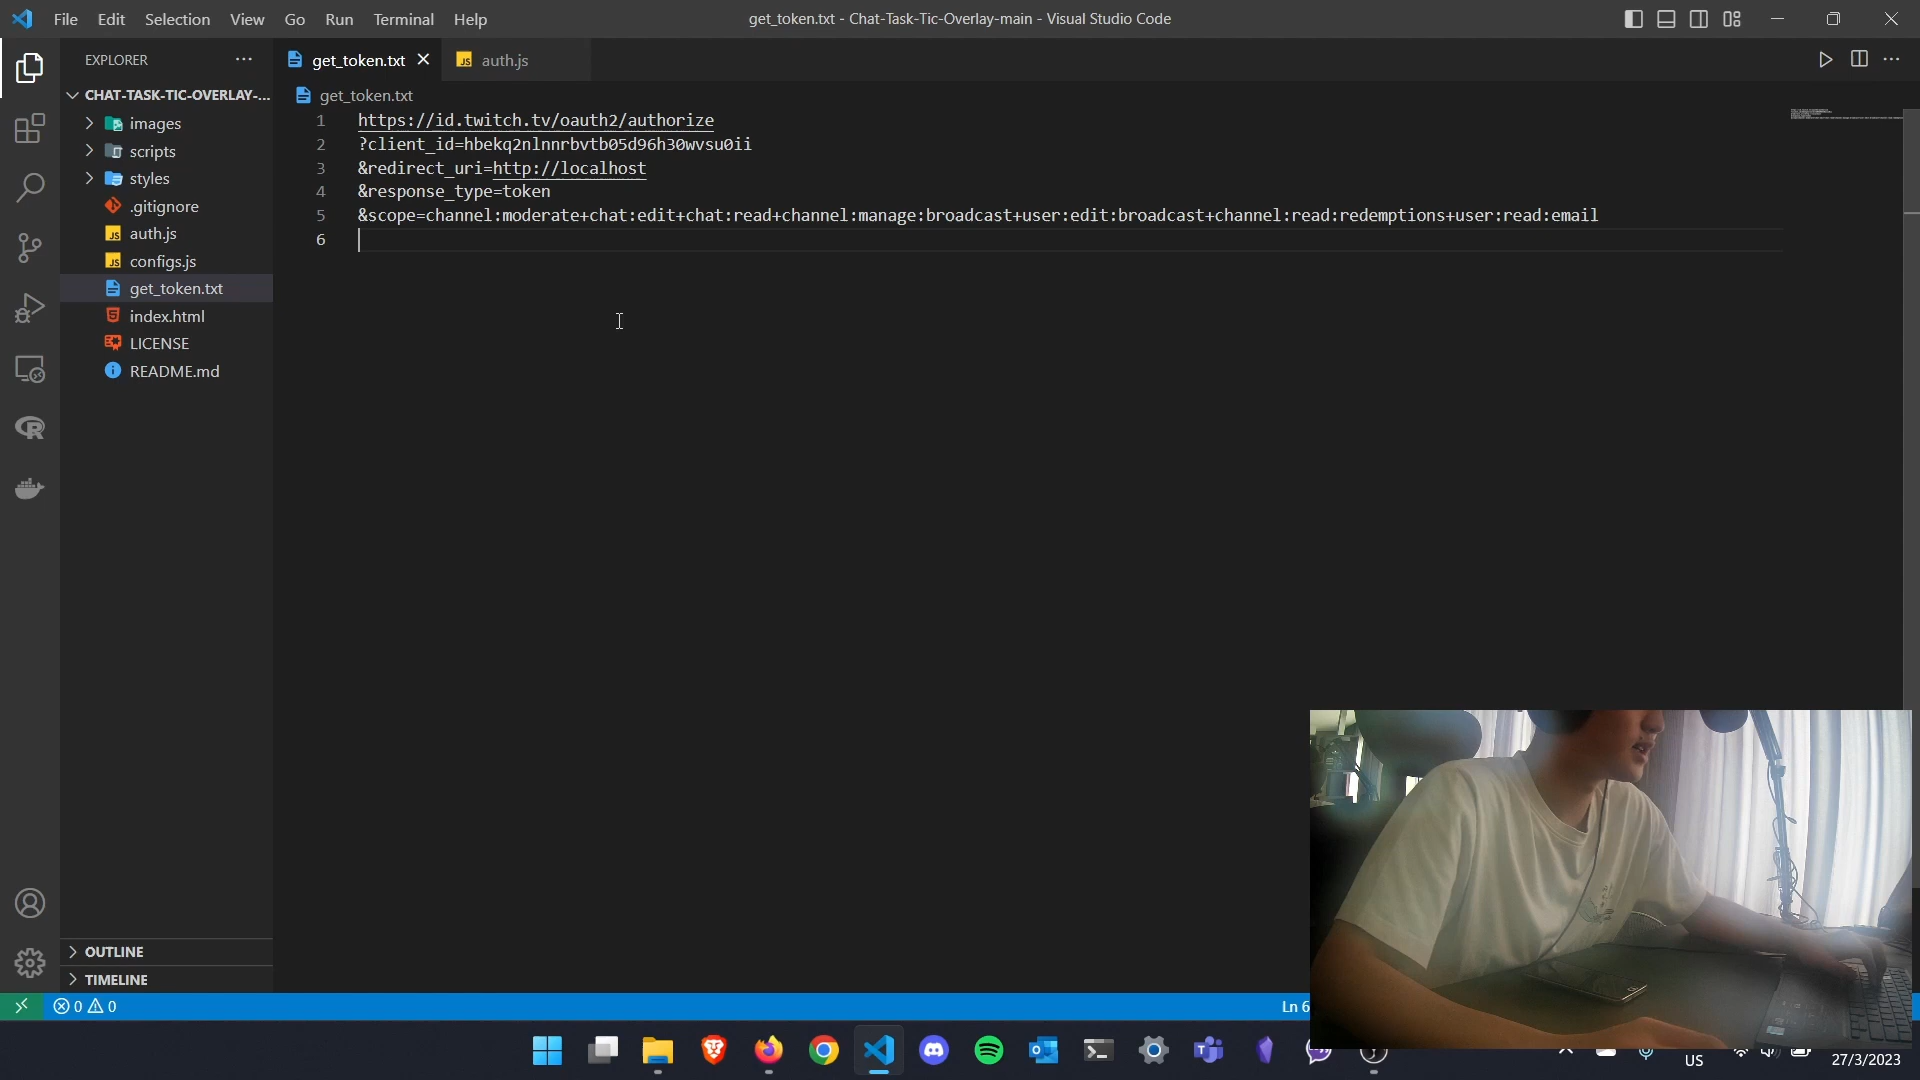 File Edit Selection View Go Run Terminal Help
get_token.txt - Chat-Task-Tic-Overlay-main - Visual Studio Code
EXPLORER
CHAT-TASK-TIC-OVERLAY-...
images
scripts
styles
.gitignore
auth.js
configs.js
get_token.txt
index.html
LICENSE
README.md
OUTLINE
TIMELINE
get_token.txt
JS auth.js
get_token.txt
1 https://id.twitch.tv/oauth2/authorize
2 ?client_id=hbekq2nlnnrbvtb05d96h30wvsu0ii
3 &redirect_uri=http://localhost
4 &response_type=token
5 &scope=channel:moderate+chat:edit+chat:read+channel:manage:broadcast+user:edit:broadcast+channel:read:redemptions+user:read:email
6
0 0
Ln 6
US
27/3/2023